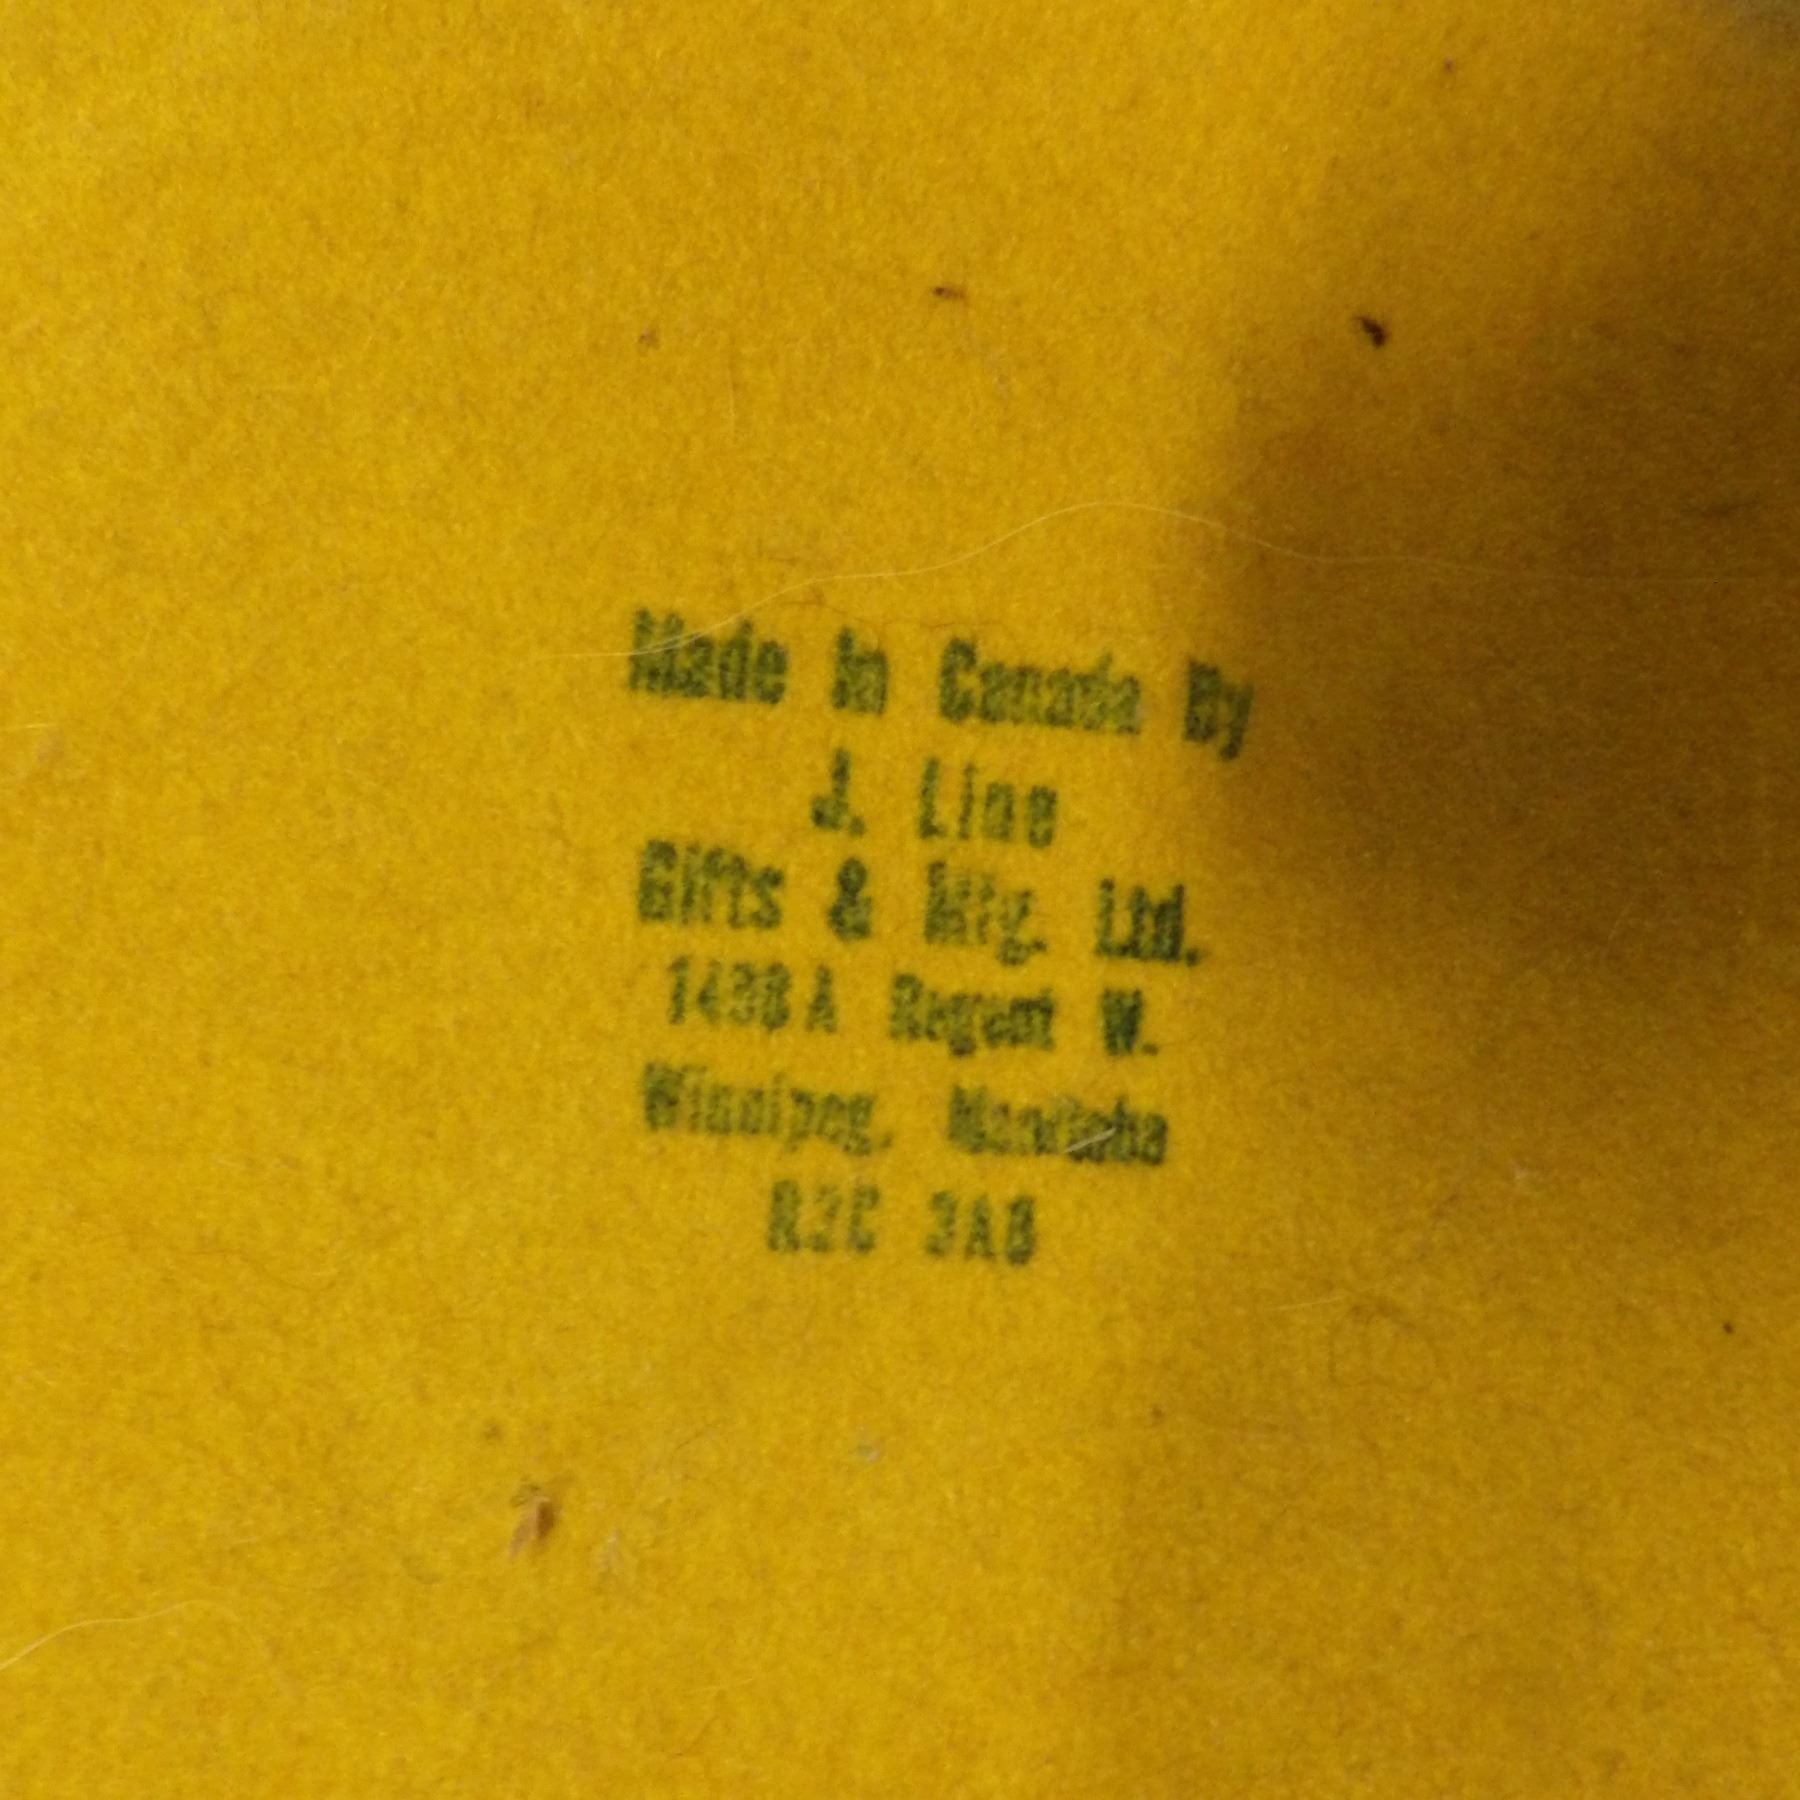 Made In Canada By
J. Line
Gifts & Mfg. Ltd.
1438 A Regent W.
Winnipeg, Manitoba
R2C 3A8